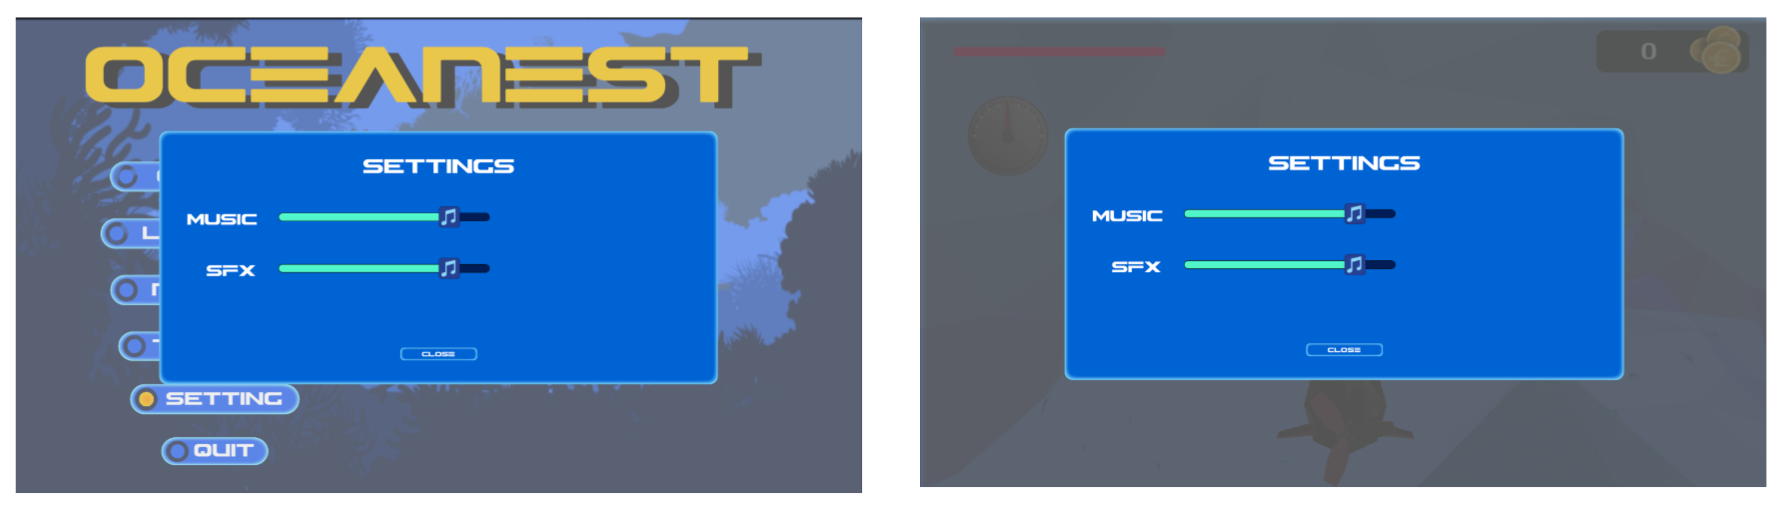 OCEANEST
SETTINGS
MUSIC
SFX
CLOSE
SETTING
QUIT
0
SETTINGS
MUSIC
SFX
CLOSE